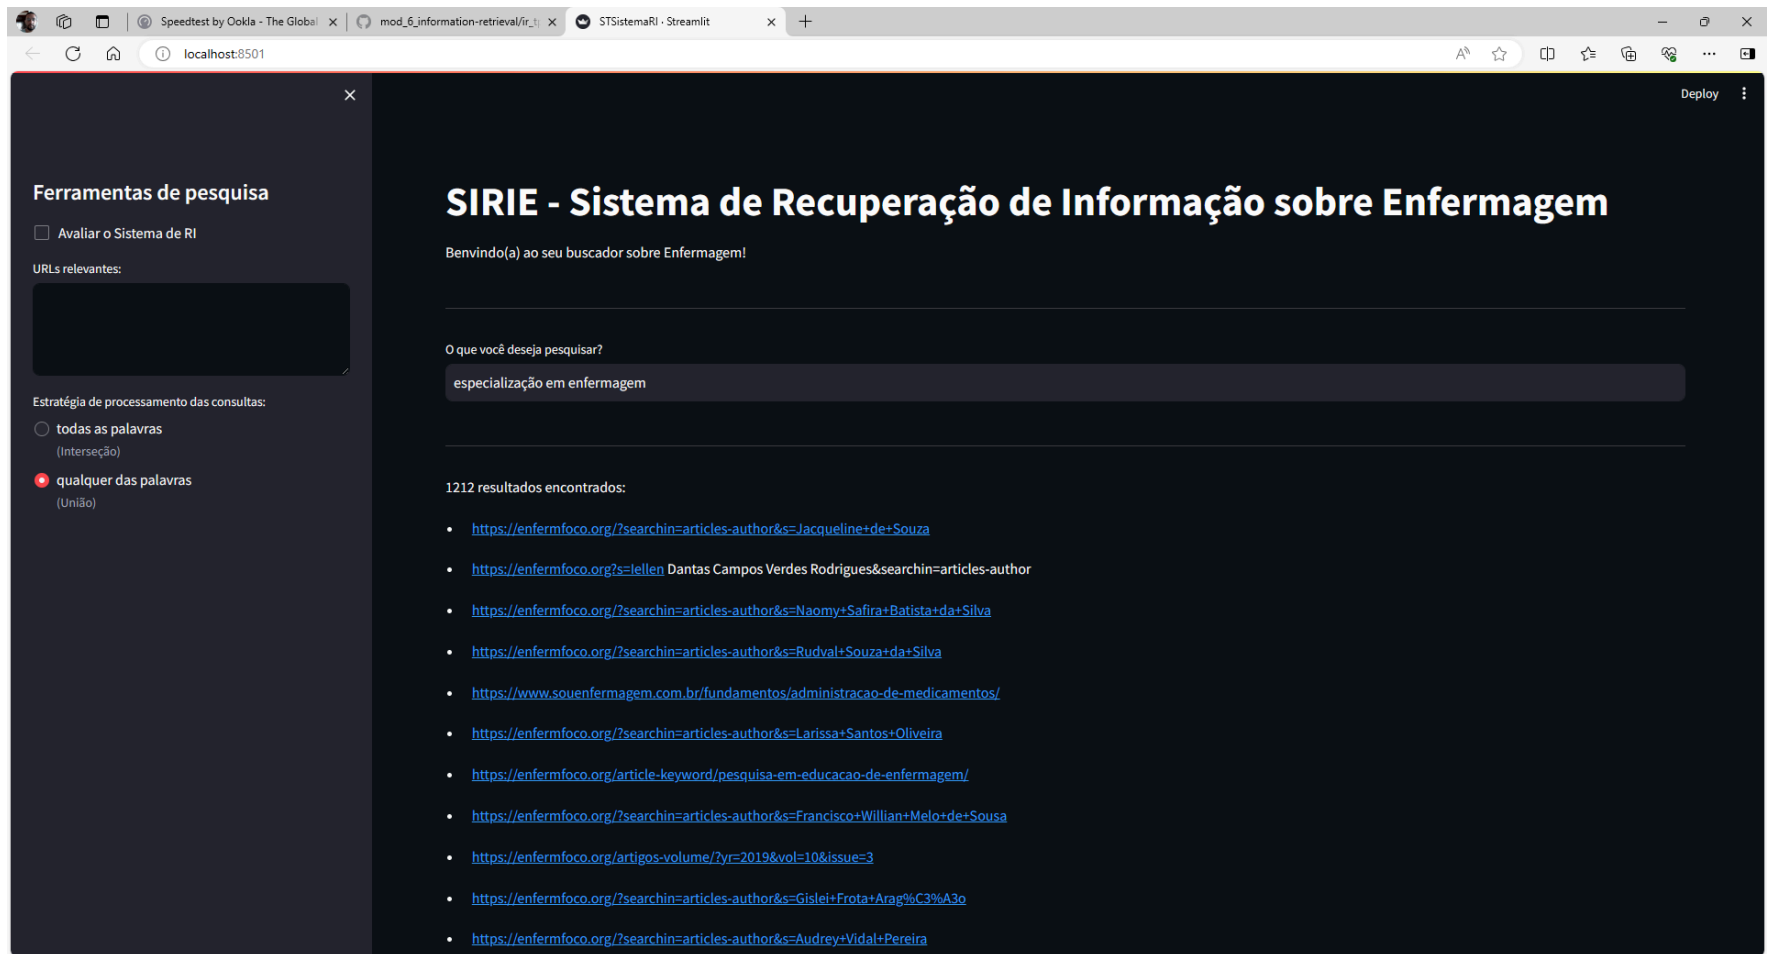 Speedtest by Ookla - The Global
mod_6_information-retrieval/ir_t
STSistemaRI · Streamlit
localhost:8501
Deploy
Ferramentas de pesquisa
Avaliar o Sistema de RI
URLs relevantes:
Estratégia de processamento das consultas:
todas as palavras
(Interseção)
qualquer das palavras
(União)
SIRIE - Sistema de Recuperação de Informação sobre Enfermagem
Benvindo(a) ao seu buscador sobre Enfermagem!
O que você deseja pesquisar?
especialização em enfermagem
1212 resultados encontrados:
https://enfermfoco.org/?searchin=articles-author&s=Jacqueline+de+Souza
https://enfermfoco.org?s=Iellen Dantas Campos Verdes Rodrigues&searchin=articles-author
https://enfermfoco.org/?searchin=articles-author&s=Naomy+Safira+Batista+da+Silva
https://enfermfoco.org/?searchin=articles-author&s=Rudval+Souza+da+Silva
https://www.souenfermagem.com.br/fundamentos/administracao-de-medicamentos/
https://enfermfoco.org/?searchin=articles-author&s=Larissa+Santos+Oliveira
https://enfermfoco.org/article-keyword/pesquisa-em-educacao-de-enfermagem/
https://enfermfoco.org/?searchin=articles-author&s=Francisco+Willian+Melo+de+Sousa
https://enfermfoco.org/artigos-volume/?yr=2019&vol=10&issue=3
https://enfermfoco.org/?searchin=articles-author&s=Gislei+Frota+Arag%C3%A3o
https://enfermfoco.org/?searchin=articles-author&s=Audrey+Vidal+Pereira